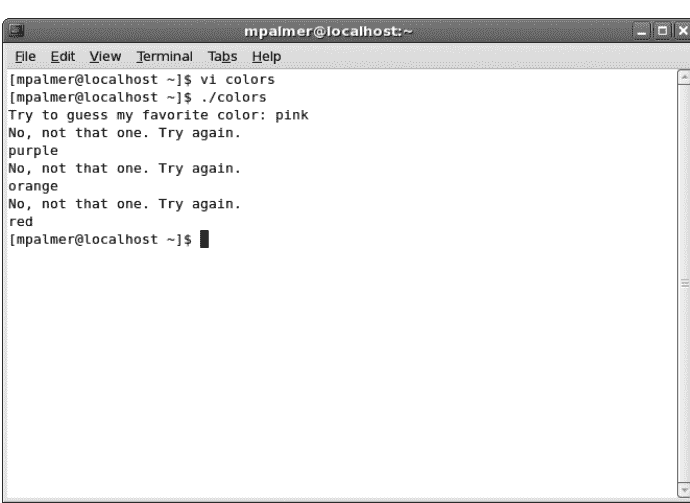 mpalmer@localhost:~
File Edit View Terminal Tabs Help
[mpalmer@localhost ~]$ vi colors
[mpalmer@localhost ~]$ ./colors
Try to guess my favorite color: pink
No, not that one. Try again.
purple
No, not that one. Try again.
orange
No, not that one. Try again.
red
[mpalmer@localhost ~]$